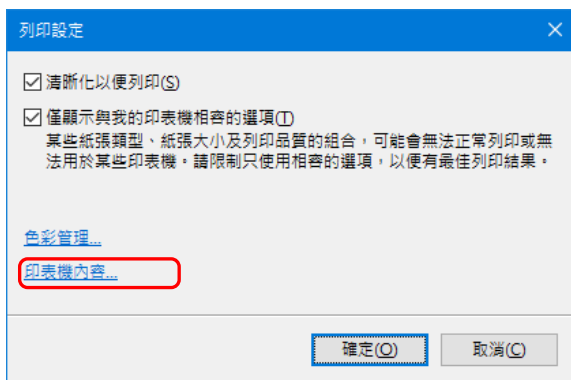 列印設定
清晰化以便列印(S)
僅顯示與我的印表機相容的選項(T)
某些紙張類型、紙張大小及列印品質的組合，可能會無法正常列印或無
法用於某些印表機。請限制只使用相容的選項，以便有最佳列印結果。
色彩管理...
印表機內容...
確定(O) 取消(C)